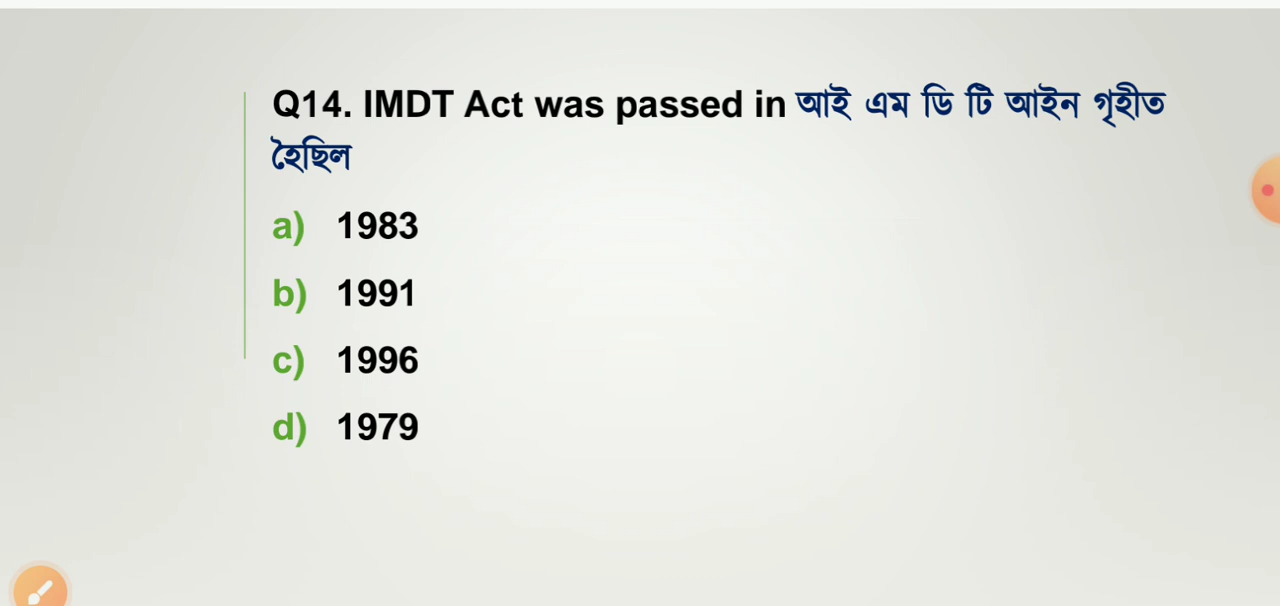 Q14. IMDT Act was passed in আই এম ডি টি আইন গৃহীত
হৈছিল
a) 1983
b) 1991
c) 1996
d) 1979